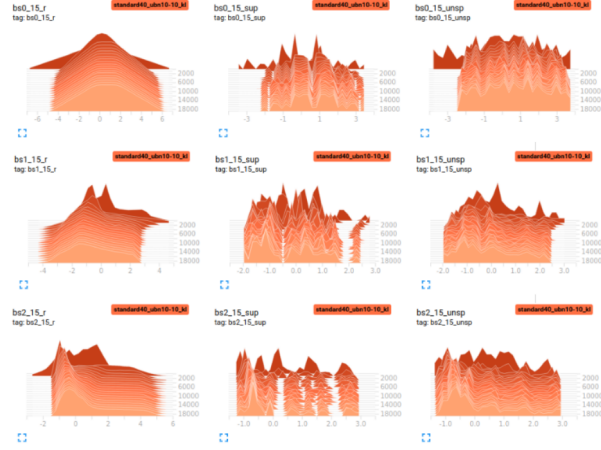 bs0_15_r standard40_ubn10-10_kl
tag: bs0_15_r
2000
6000
10000
14000
18000
-6 -4 -2 0 2 4 6
bs0_15_sup standard40_ubn10-10_kl
tag: bs0_15_sup
2000
6000
10000
14000
18000
-3 -1 1 3
bs0_15_unsp standard40_ubn10-10_kl
tag: bs0_15_unsp
2000
6000
10000
14000
18000
-3 -1 1 3
bs1_15_r standard40_ubn10-10_kl
tag: bs1_15_r
2000
6000
10000
14000
18000
-4 -2 0 2 4
bs1_15_sup standard40_ubn10-10_kl
tag: bs1_15_sup
2000
6000
10000
14000
18000
-2.0 -1.0 0.0 1.0 2.0 3.0
bs1_15_unsp standard40_ubn10-10_kl
tag: bs1_15_unsp
2000
6000
10000
14000
18000
-2.0 -1.0 0.0 1.0 2.0 3.0
bs2_15_r standard40_ubn10-10_kl
tag: bs2_15_r
2000
6000
10000
14000
18000
-2 0 2 4 6
bs2_15_sup standard40_ubn10-10_kl
tag: bs2_15_sup
2000
6000
10000
14000
18000
-1.0 0.0 1.0 2.0 3.0
bs2_15_unsp standard40_ubn10-10_kl
tag: bs2_15_unsp
2000
6000
10000
14000
18000
-1.0 0.0 1.0 2.0 3.0